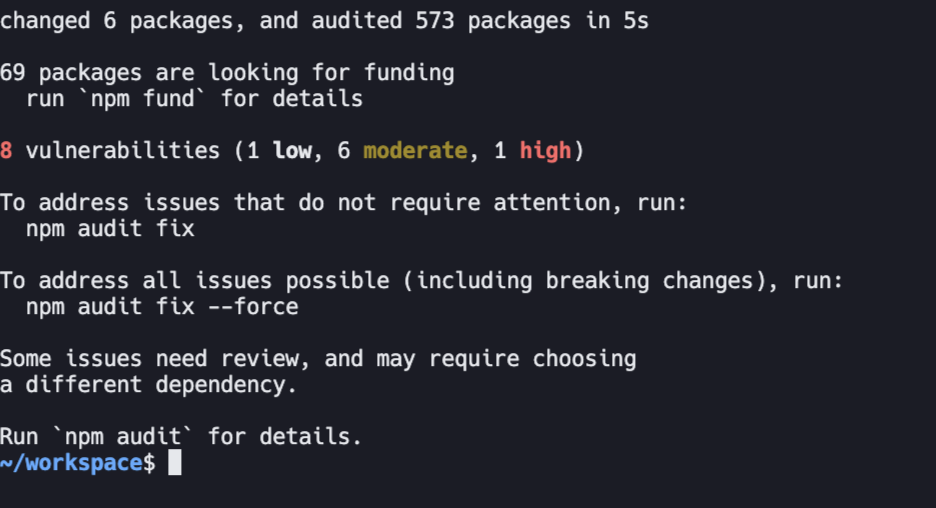 changed 6 packages, and audited 573 packages in 5s
69 packages are looking for funding
run `npm fund` for details
8 vulnerabilities (1 low, 6 moderate, 1 high)
To address issues that do not require attention, run:
npm audit fix
To address all issues possible (including breaking changes), run:
npm audit fix --force
Some issues need review, and may require choosing
a different dependency.
Run `npm audit` for details.
~/workspace$